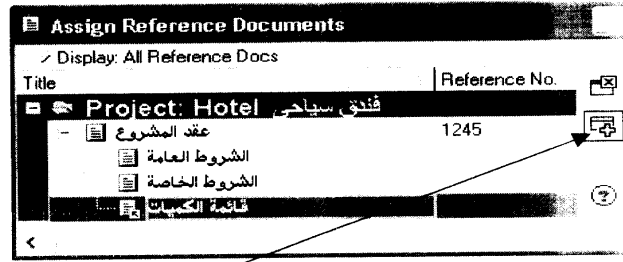 Assign Reference Documents
Display: All Reference Docs
Title Reference No.
Project: Hotel فندق سياحى
عقد المشروع 1245
الشروط العامة
الشروط الخاصة
قائمة الكميات